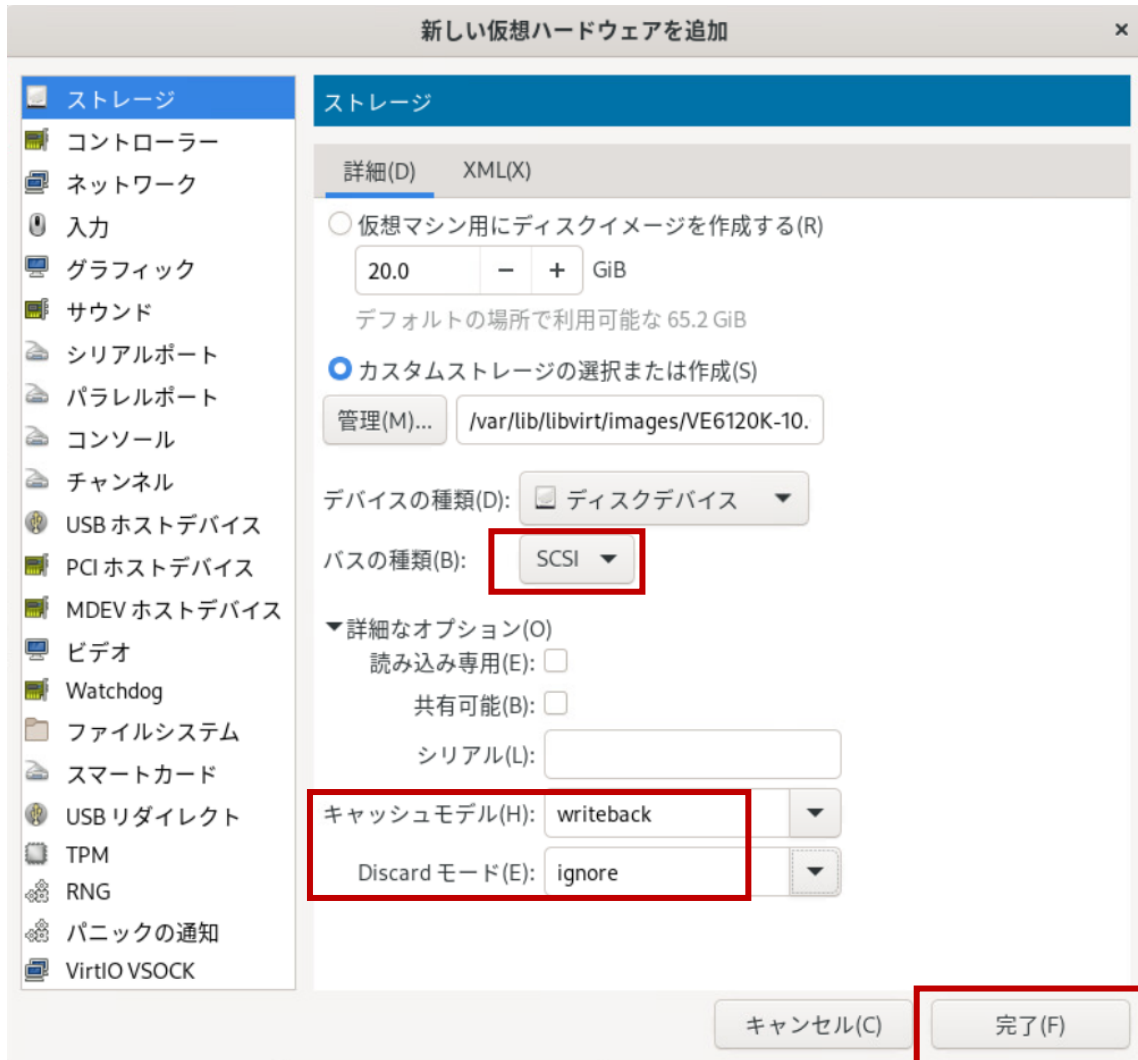 新しい仮想ハードウェアを追加
×
ストレージ
コントローラー
ネットワーク
入力
グラフィック
サウンド
シリアルポート
パラレルポート
コンソール
チャンネル
USB ホストデバイス
PCI ホストデバイス
MDEV ホストデバイス
ビデオ
Watchdog
ファイルシステム
スマートカード
USB リダイレクト
TPM
RNG
パニックの通知
VirtIO VSOCK
ストレージ
詳細(D) XML(X)
仮想マシン用にディスクイメージを作成する(R)
20.0 − + GiB
デフォルトの場所で利用可能な 65.2 GiB
カスタムストレージの選択または作成(S)
管理(M)... /var/lib/libvirt/images/VE6120K-10.
デバイスの種類(D): ディスクデバイス
バスの種類(B): SCSI
詳細なオプション(O)
読み込み専用(E):
共有可能(B):
シリアル(L):
キャッシュモデル(H): writeback
Discard モード(E): ignore
キャンセル(C) 完了(F)